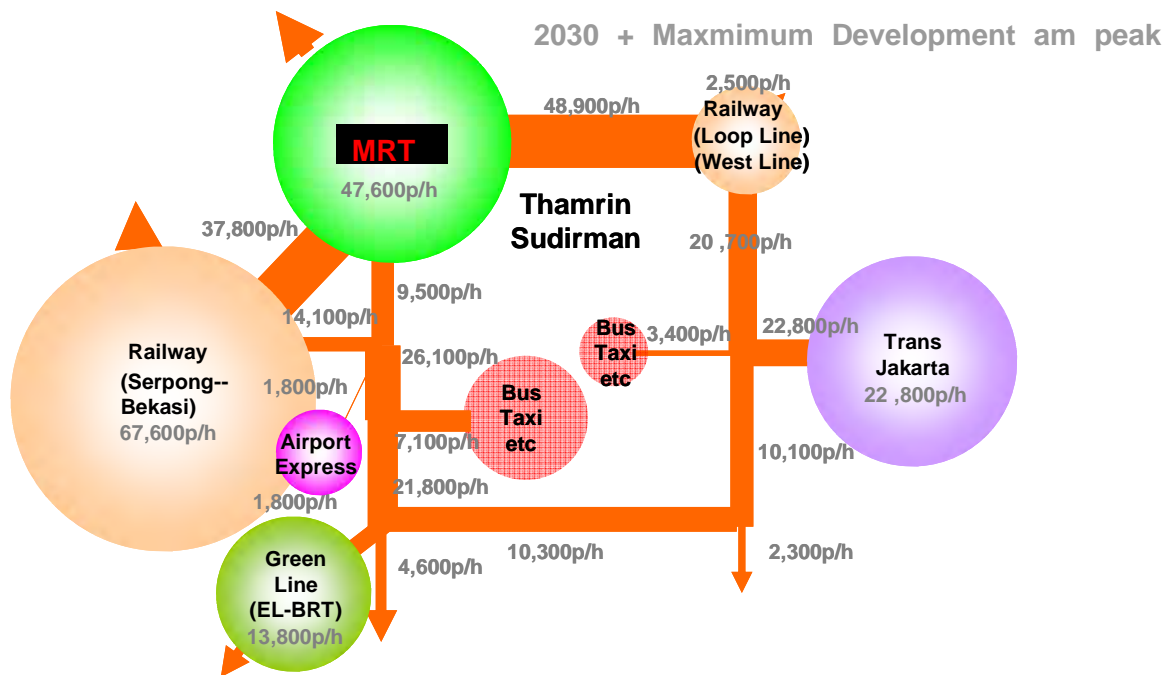 2030 + Maxmimum Development am peak
2,500p/h
48,900p/h
Railway
(Loop Line)
(West Line)
MRT
47,600p/h
Thamrin
Sudirman
37,800p/h
20 ,700p/h
9,500p/h
14,100p/h
26,100p/h
Bus
Taxi
etc
3,400p/h
22,800p/h
Trans
Jakarta
22 ,800p/h
Railway
(Serpong--
Bekasi)
67,600p/h
1,800p/h
Bus
Taxi
etc
Airport
Express
7,100p/h
10,100p/h
21,800p/h
1,800p/h
10,300p/h
2,300p/h
4,600p/h
Green
Line
(EL-BRT)
13,800p/h